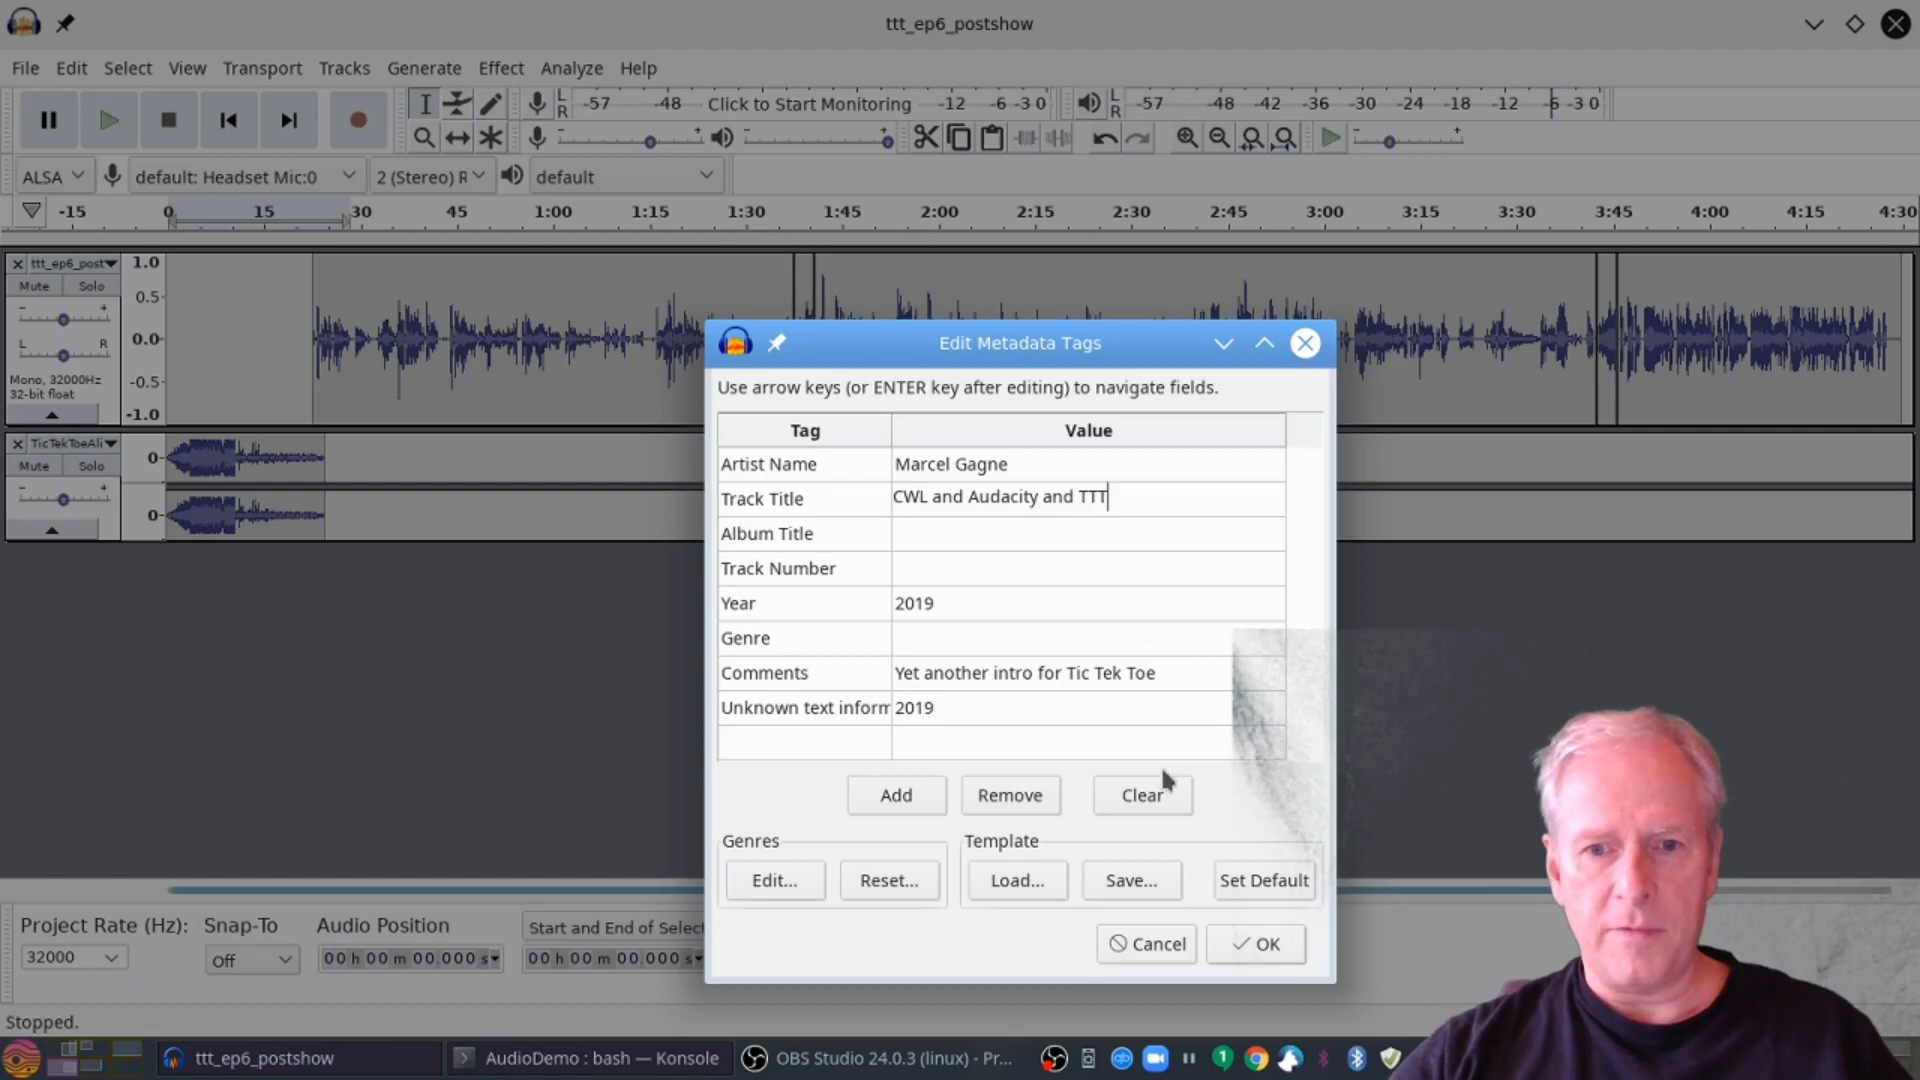 ttt_ep6_postshow
File Edit Select View Transport Tracks Generate Effect Analyze Help
L R -57 -48 Click to Start Monitoring -12 -6 -3 0 L R -57 -48 -42 -36 -30 -24 -18 -12 -6 -3 0
ALSA default: Headset Mic:0 2 (Stereo) R default
-15 0 15 30 45 1:00 1:15 1:30 1:45 2:00 2:15 2:30 2:45 3:00 3:15 3:30 3:45 4:00 4:15 4:30
ttt_ep6_post 1.0
Mute Solo
0.5
- +
0.0
L R
Mono, 32000Hz
32-bit float
-0.5
-1.0
TicTekToeAli
Mute Solo
0
- +
0
Edit Metadata Tags
Use arrow keys (or ENTER key after editing) to navigate fields.
Tag Value
Artist Name Marcel Gagne
Track Title CWL and Audacity and TTT
Album Title
Track Number
Year 2019
Genre
Comments Yet another intro for Tic Tek Toe
Unknown text inform 2019
Add Remove Clear
Genres Template
Edit... Reset... Load... Save... Set Default
Cancel OK
Project Rate (Hz): Snap-To Audio Position Start and End of Select
32000 Off 00 h 00 m 00.000 s 00 h 00 m 00.000 s
Stopped.
ttt_ep6_postshow AudioDemo : bash — Konsole OBS Studio 24.0.3 (linux) - Pr... 1